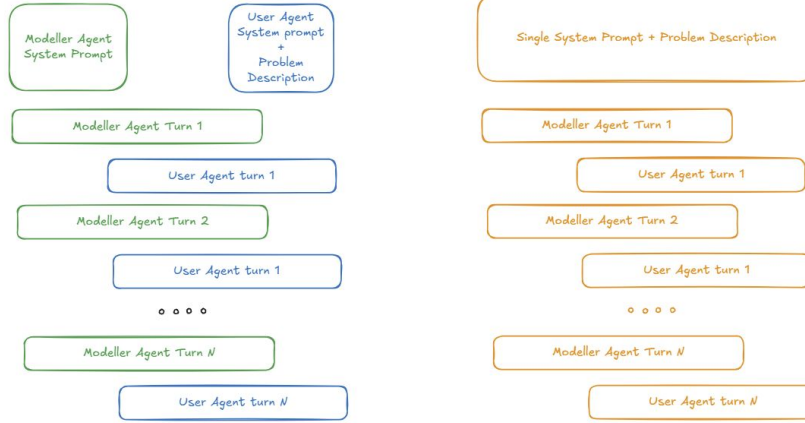 Modeller Agent
System Prompt
User Agent
System prompt
+
Problem
Description
Modeller Agent Turn 1
User Agent turn 1
Modeller Agent Turn 2
User Agent turn 1
Modeller Agent Turn N
User Agent turn N
Single System Prompt + Problem Description
Modeller Agent Turn 1
User Agent turn 1
Modeller Agent Turn 2
User Agent turn 1
Modeller Agent Turn N
User Agent turn N